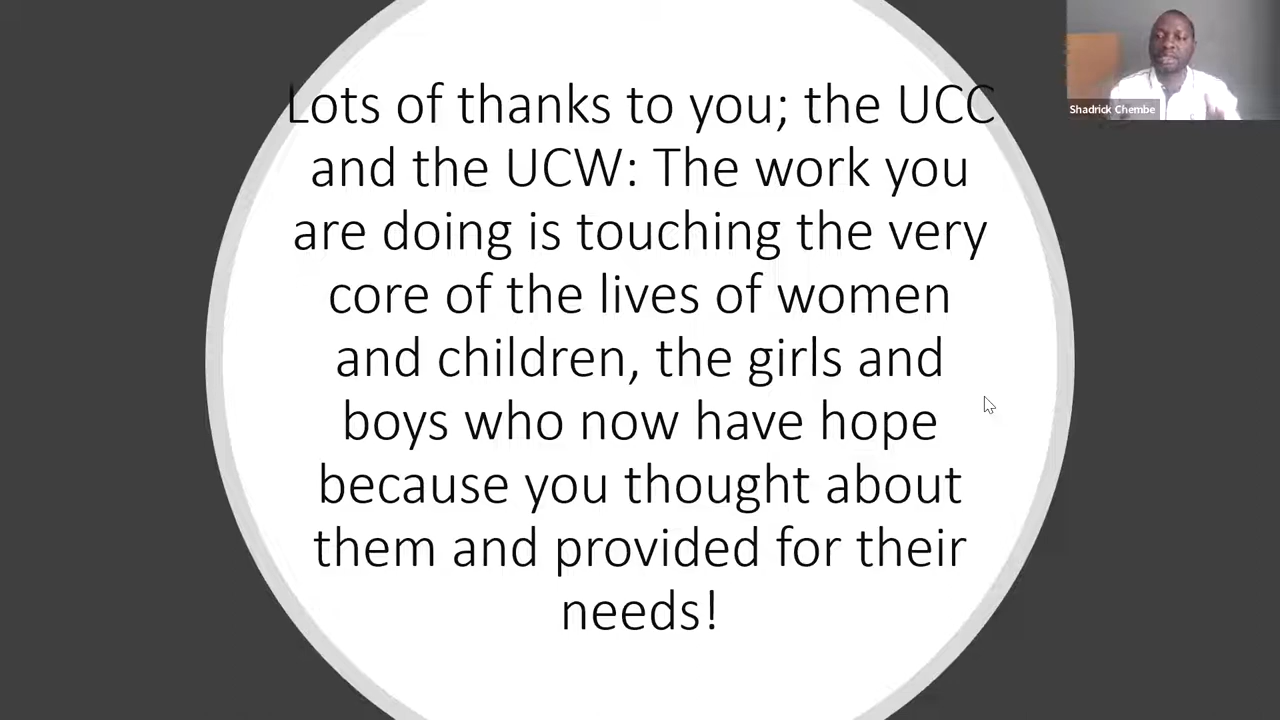 Lots of thanks to you; the UCC
and the UCW: The work you
are doing is touching the very
core of the lives of women
and children, the girls and
boys who now have hope
because you thought about
them and provided for their
needs!
Shadrick Chembe